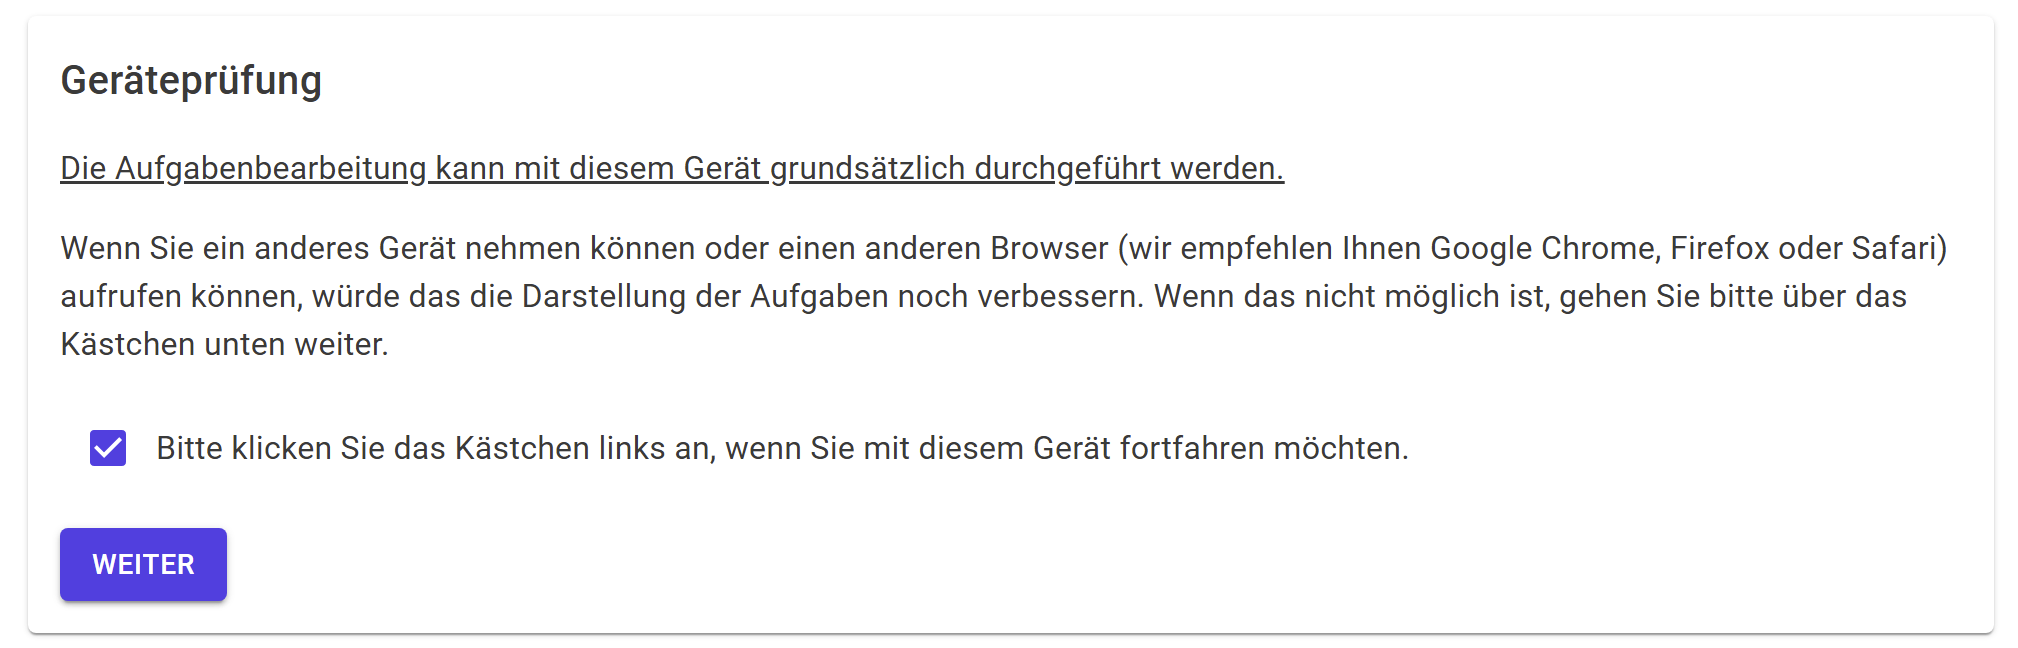 Geräteprüfung
Die Aufgabenbearbeitung kann mit diesem Gerät grundsätzlich durchgeführt werden.
Wenn Sie ein anderes Gerät nehmen können oder einen anderen Browser (wir empfehlen Ihnen Google Chrome, Firefox oder Safari)
aufrufen können, würde das die Darstellung der Aufgaben noch verbessern. Wenn das nicht möglich ist, gehen Sie bitte über das
Kästchen unten weiter.
Bitte klicken Sie das Kästchen links an, wenn Sie mit diesem Gerät fortfahren möchten.
WEITER